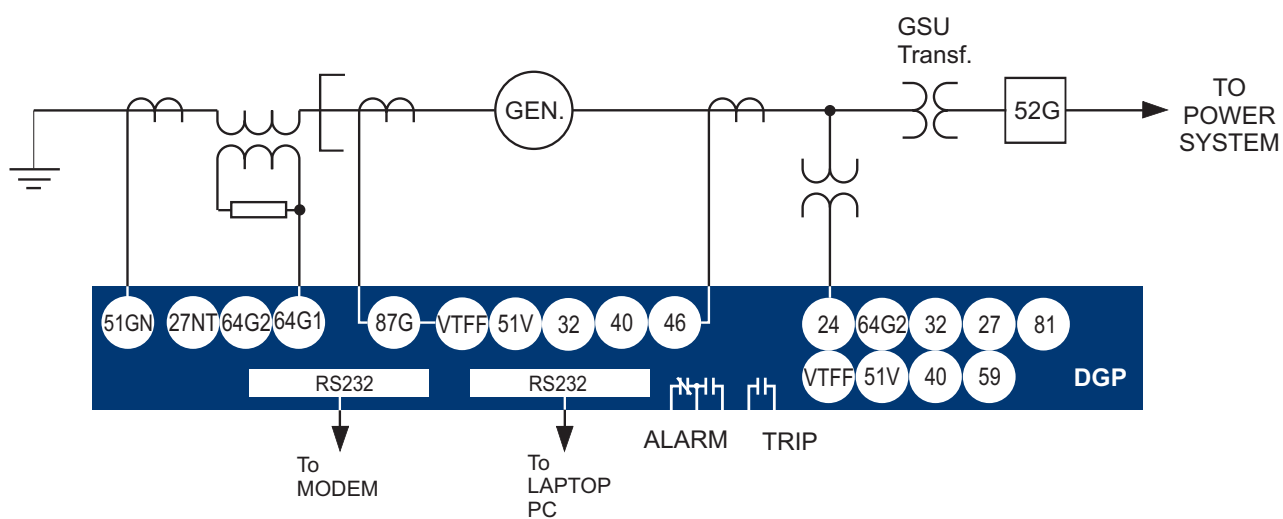 GSU
Transf.
GEN.
52G
TO
POWER
SYSTEM
51GN 27NT 64G2 64G1 87G VTFF 51V 32 40 46 24 64G2 32 27 81
VTFF 51V 40 59 DGP
RS232 RS232
ALARM TRIP
To
MODEM
To
LAPTOP
PC